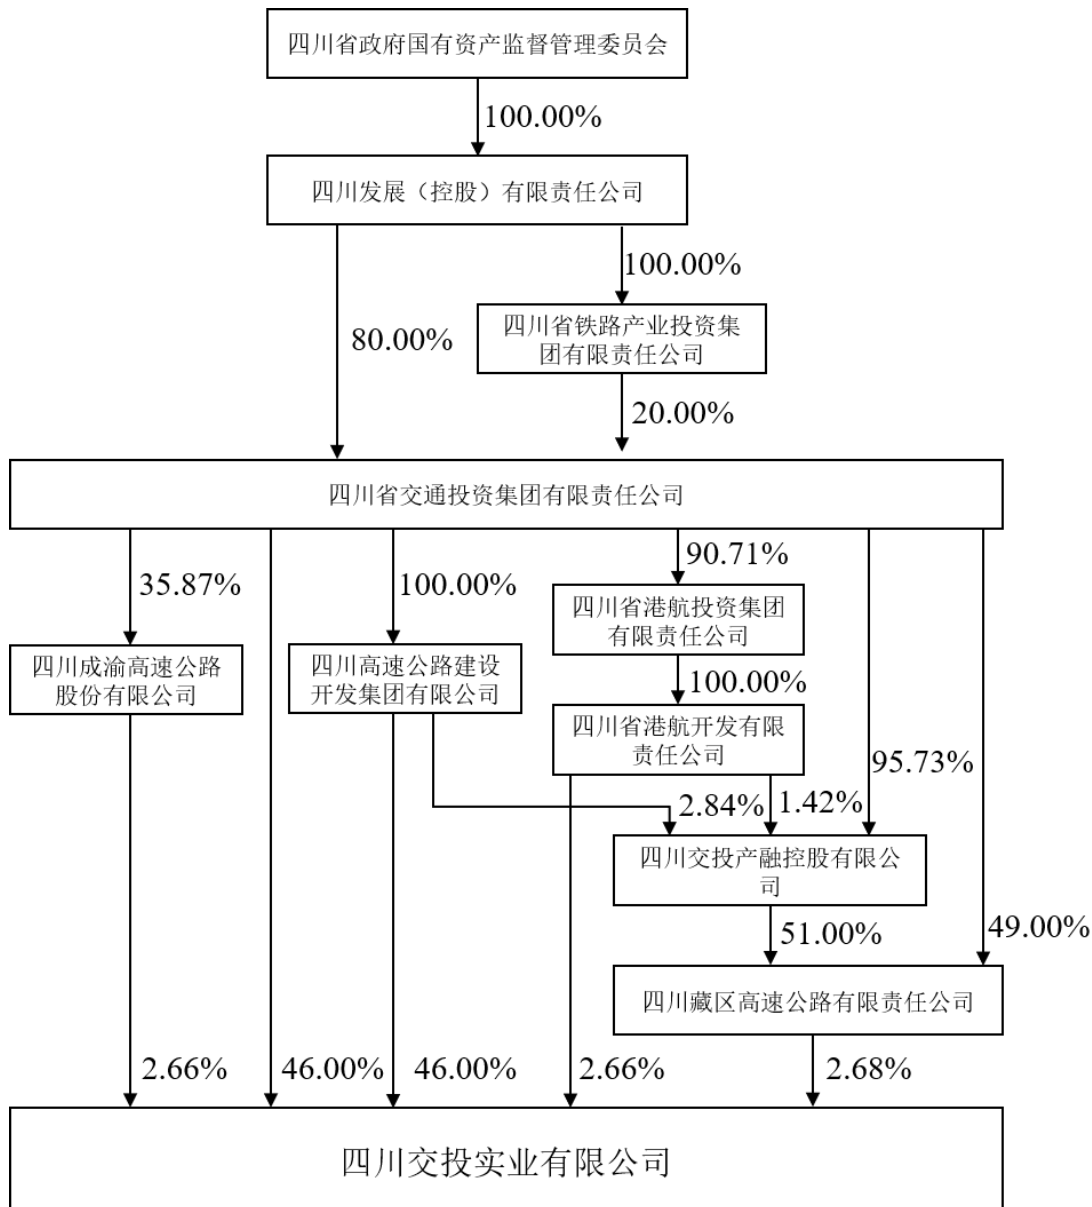 四川省政府国有资产监督管理委员会
100.00%
四川发展（控股）有限责任公司
100.00%
四川省铁路产业投资集
团有限责任公司
80.00%
20.00%
四川省交通投资集团有限责任公司
35.87%
100.00%
90.71%
四川省港航投资集团
有限责任公司
四川成渝高速公路
股份有限公司
四川高速公路建设
开发集团有限公司
100.00%
四川省港航开发有限
责任公司
95.73%
2.84%
1.42%
四川交投产融控股有限公
司
51.00%
49.00%
四川藏区高速公路有限责任公司
2.66%
46.00%
46.00%
2.66%
2.68%
四川交投实业有限公司